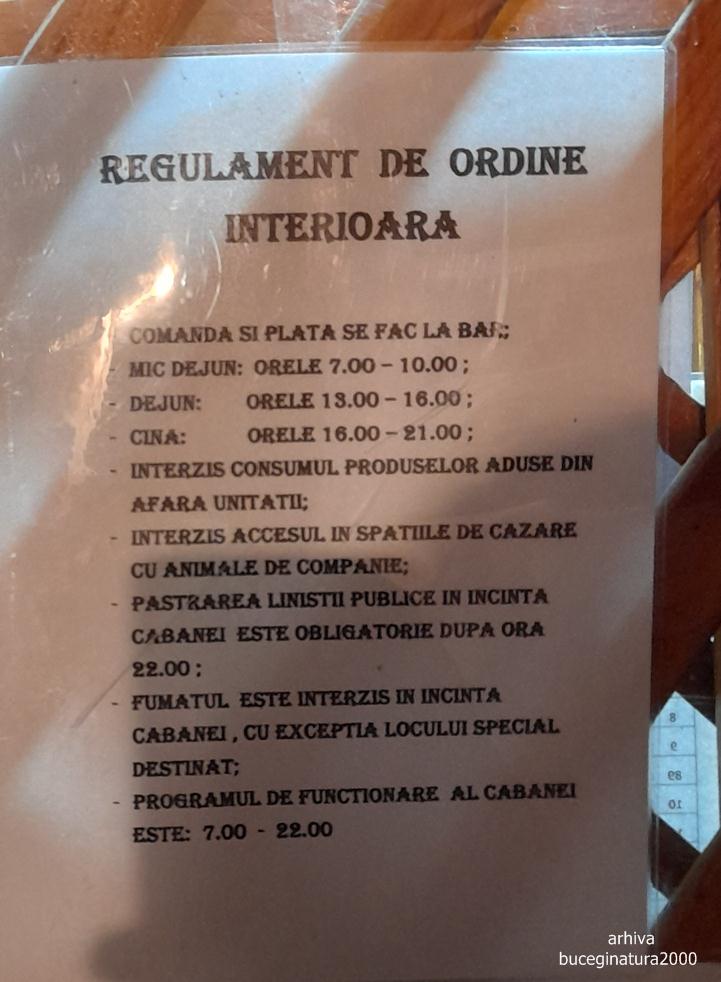 REGULAMENT DE ORDINE
INTERIOARA
- COMANDA SI PLATA SE FAC LA BAR;
- MIC DEJUN: ORELE 7.00 – 10.00 ;
- DEJUN: ORELE 13.00 – 16.00 ;
- CINA: ORELE 16.00 – 21.00 ;
- INTERZIS CONSUMUL PRODUSELOR ADUSE DIN
AFARA UNITATII;
- INTERZIS ACCESUL IN SPATIILE DE CAZARE
CU ANIMALE DE COMPANIE;
- PASTRAREA LINISTII PUBLICE IN INCINTA
CABANEI ESTE OBLIGATORIE DUPA ORA
22.00 ;
- FUMATUL ESTE INTERZIS IN INCINTA
CABANEI , CU EXCEPTIA LOCULUI SPECIAL
DESTINAT;
- PROGRAMUL DE FUNCTIONARE AL CABANEI
ESTE: 7.00 - 22.00
arhiva
buceginatura2000